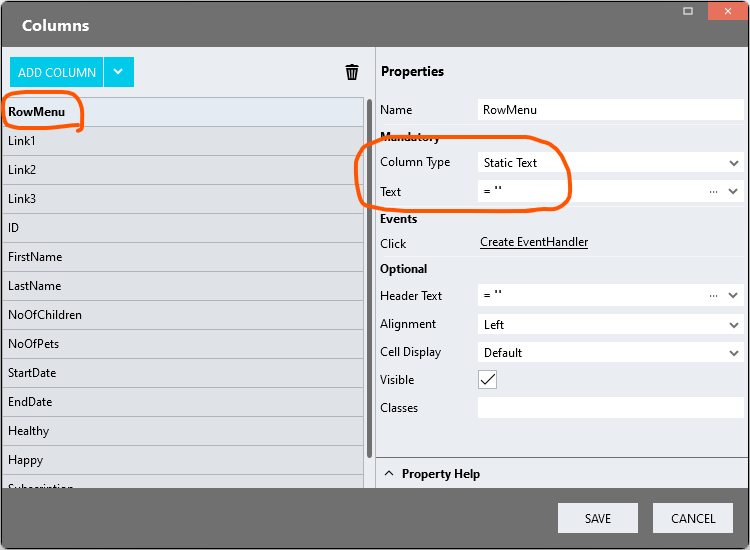 Columns
ADD COLUMN
RowMenu
Link1
Link2
Link3
ID
FirstName
LastName
NoOfChildren
NoOfPets
StartDate
EndDate
Healthy
Happy
Subscription
Properties
Name RowMenu
Mandatory
Column Type Static Text
Text = '' ...
Events
Click Create EventHandler
Optional
Header Text = '' ...
Alignment Left
Cell Display Default
Visible
Classes
Property Help
SAVE CANCEL